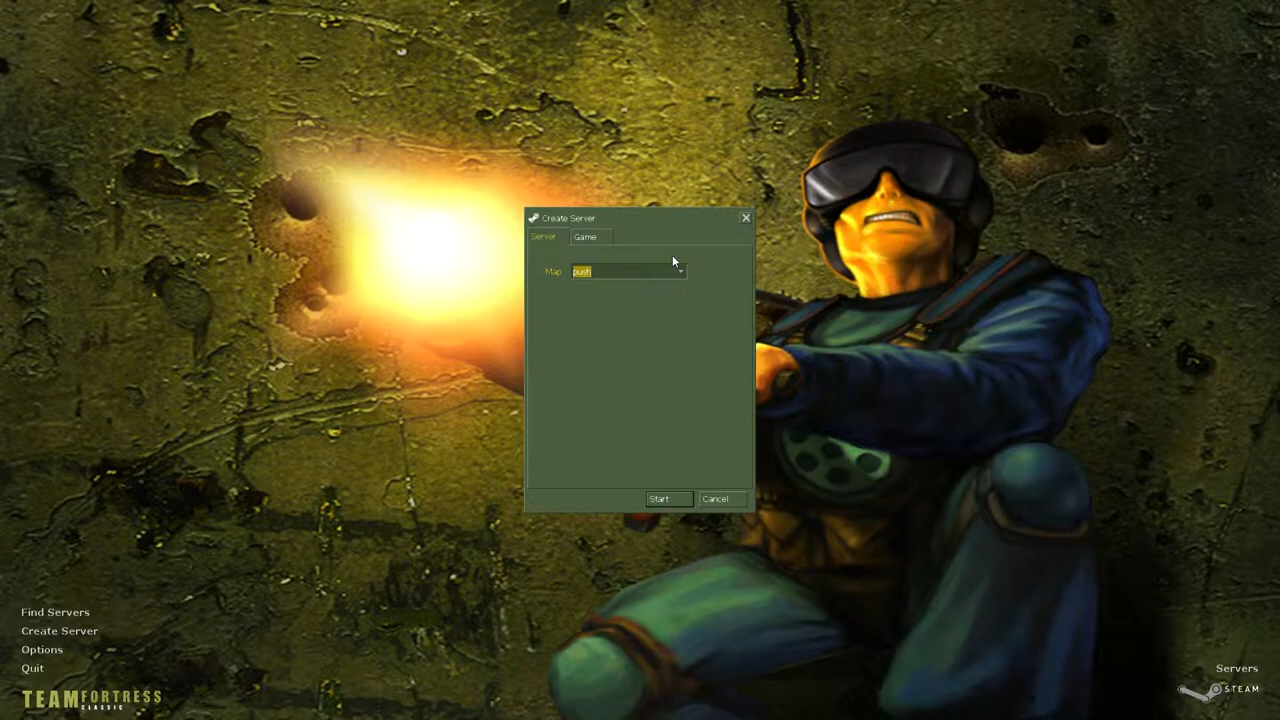 Create Server
Server
Game
Map
push
Start
Cancel
Find Servers
Create Server
Options
Quit
TEAM FORTRESS
CLASSIC
Servers
STEAM